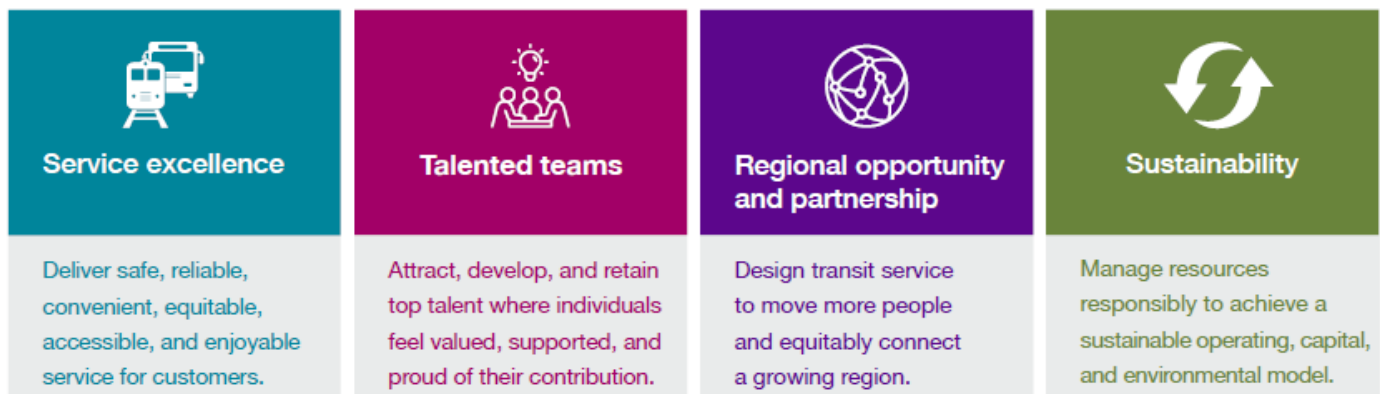 Service excellence
Deliver safe, reliable,
convenient, equitable,
accessible, and enjoyable
service for customers.
Talented teams
Attract, develop, and retain
top talent where individuals
feel valued, supported, and
proud of their contribution.
Regional opportunity
and partnership
Design transit service
to move more people
and equitably connect
a growing region.
Sustainability
Manage resources
responsibly to achieve a
sustainable operating, capital,
and environmental model.